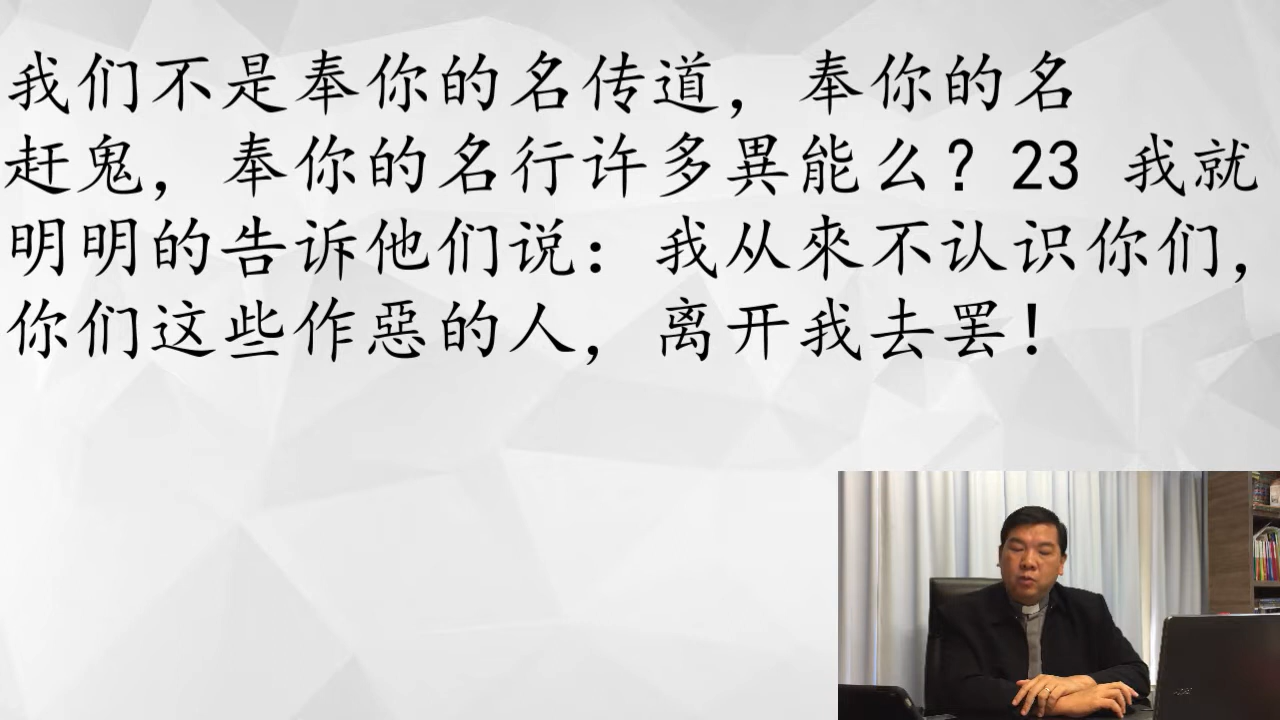 我们不是奉你的名传道，奉你的名
赶鬼，奉你的名行许多異能么？23 我就
明明的告诉他们说：我从來不认识你们，
你们这些作惡的人，离开我去罢！